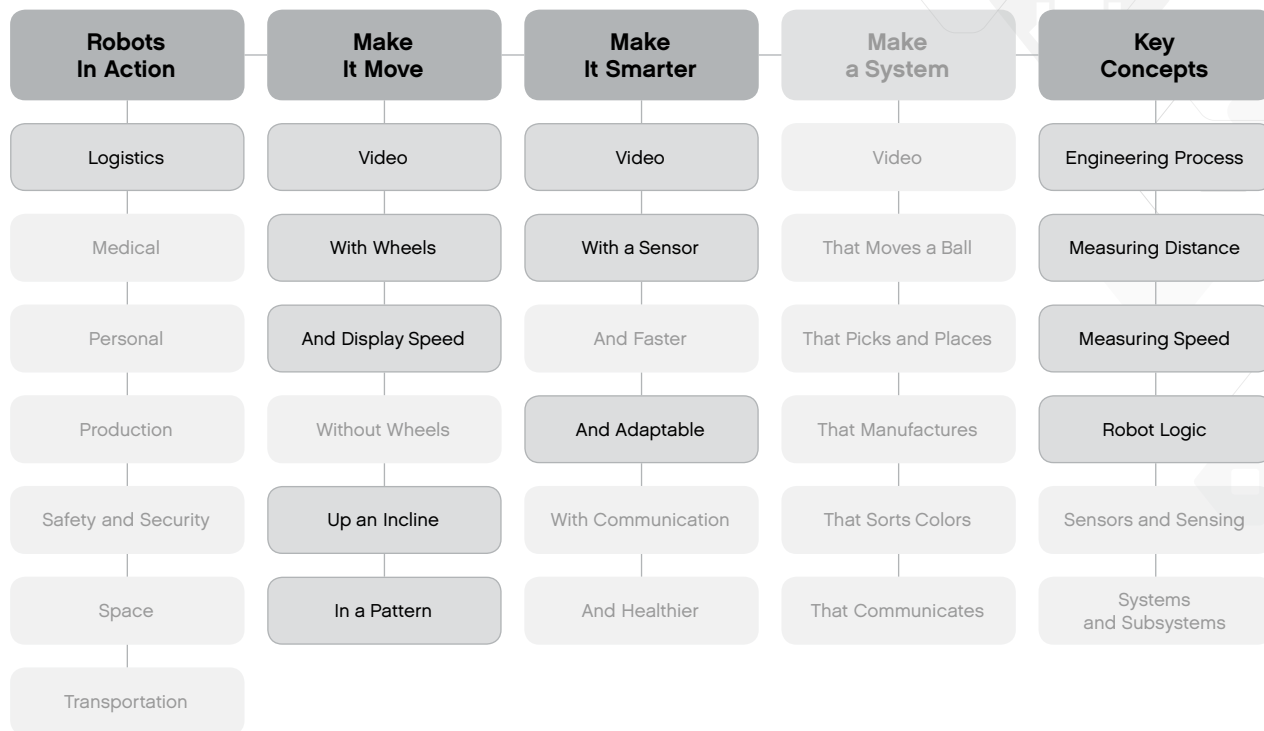 Robots
In Action
Make
It Move
Make
It Smarter
Make
a System
Key
Concepts
Logistics
Video
Video
Video
Engineering Process
Medical
With Wheels
With a Sensor
That Moves a Ball
Measuring Distance
Personal
And Display Speed
And Faster
That Picks and Places
Measuring Speed
Production
Without Wheels
And Adaptable
That Manufactures
Robot Logic
Safety and Security
Up an Incline
With Communication
That Sorts Colors
Sensors and Sensing
Space
In a Pattern
And Healthier
That Communicates
Systems
and Subsystems
Transportation